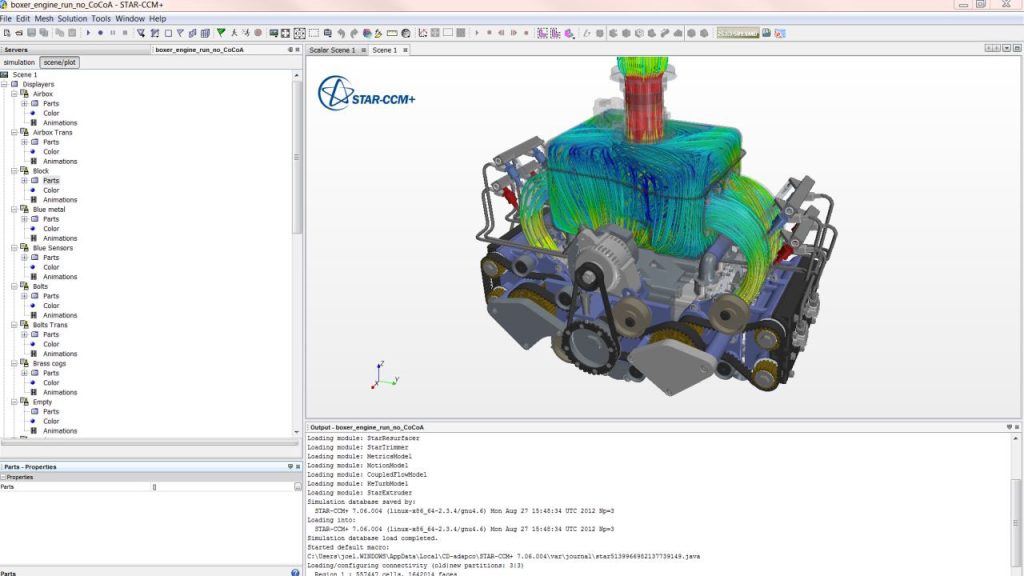 boxer_engine_run_no_CoCoA - STAR-CCM+
File Edit Mesh Solution Tools Window Help
Servers
boxer_engine_run_no_CoCoA
simulation scene/plot
Scene 1
Displayers
Airbox
Parts
Color
Animations
Airbox Trans
Parts
Color
Animations
Block
Parts
Color
Animations
Blue metal
Parts
Color
Animations
Blue Sensors
Parts
Color
Animations
Bolts
Parts
Color
Animations
Bolts Trans
Parts
Color
Animations
Brass cogs
Parts
Color
Animations
Empty
Parts
Color
Animations
Parts - Properties
Properties
Parts []
Parts
Scalar Scene 1 Scene 1
STAR-CCM+
Z
Y
X
Output - boxer_engine_run_no_CoCoA
Loading module: StarResurfacer
Loading module: StarTrimmer
Loading module: MetricsModel
Loading module: MotionModel
Loading module: CoupledFlowModel
Loading module: KeTurbModel
Loading module: StarExtruder
Simulation database saved by:
STAR-CCM+ 7.06.004 (linux-x86_64-2.3.4/gnu4.6) Mon Aug 27 15:48:34 UTC 2012 Np=3
Loading into:
STAR-CCM+ 7.06.004 (linux-x86_64-2.3.4/gnu4.6) Mon Aug 27 15:48:34 UTC 2012 Np=3
Simulation database load completed.
Started default macro:
C:\Users\joel.WINDOWS\AppData\Local\CD-adapco\STAR-CCM+ 7.06.004\var\journal\star5139966982137739149.java
Loading/configuring connectivity (old|new partitions: 3|3)
Region 1 : 557447 cells, 1642014 faces